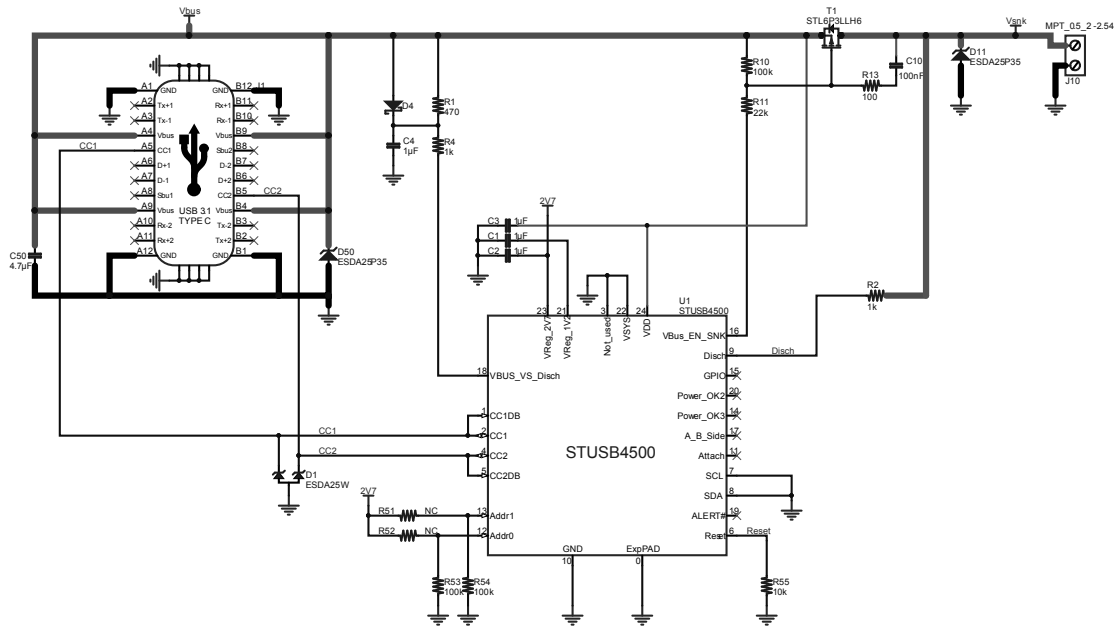 Vbus
T1
STL6P3LLH6
Vsnk
MPT_0.5_2 -2.54
J10
D11
ESDA25P35
C10
100nF
R13
100
R10
100k
R11
22k
D4
C4
1µF
R1
470
R4
1k
A1 GND GND B12 J1
A2 Tx+1 Rx+1 B11
A3 Tx-1 Rx-1 B10
A4 Vbus Vbus B9
CC1 A5 CC1 Sbu2 B8
A6 D+1 D-2 B7
A7 D-1 D+2 B6
A8 Sbu1 CC2 B5 CC2
A9 Vbus Vbus B4
A10 Rx-2 Tx-2 B3
A11 Rx+2 Tx+2 B2
A12 GND GND B1
USB 3.1
TYPE C
C50
4.7µF
D50
ESDA25P35
2V7
C3 1µF
C1 1µF
C2 1µF
R2
1k
U1
STUSB4500
23 VReg_2V7
21 VReg_1V2
3 Not_used
22 VSYS
24 VDD
VBus_EN_SNK 16
Disch 9 Disch
18 VBUS_VS_Disch
GPIO 15
Power_OK2 20
1 CC1DB
Power_OK3 14
CC1 2 CC1
A_B_Side 17
STUSB4500
CC2 4 CC2
Attach 11
5 CC2DB
SCL 7
D1
ESDA25W
SDA 8
2V7
R51 NC 13 Addr1
ALERT# 19
R52 NC 12 Addr0
Reset 6 Reset
GND
10
ExpPAD
0
R53
100k
R54
100k
R55
10k